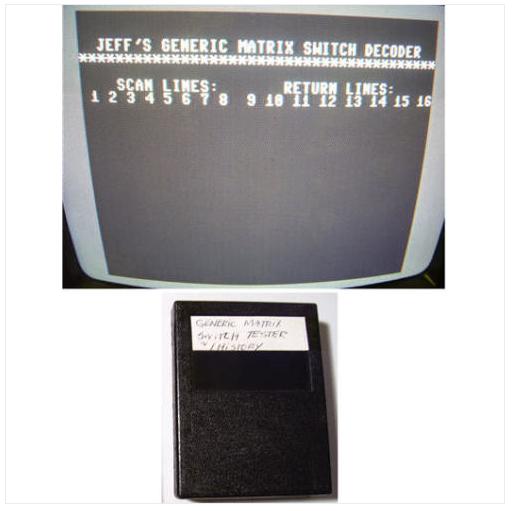 JEFF'S GENERIC MATRIX SWITCH DECODER
****************************************
SCAN LINES: RETURN LINES:
1 2 3 4 5 6 7 8 9 10 11 12 13 14 15 16
GENERIC MATRIX
SWITCH TESTER
HISTORY